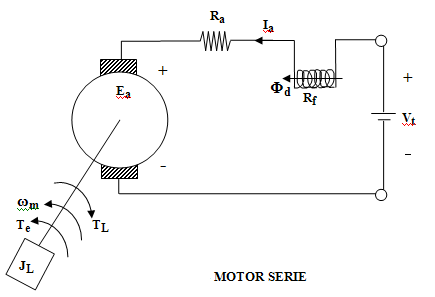 Ra
Ia
+
Ea
Φd
Rf
+
Vt
-
-
ωm
Te
TL
JL
MOTOR SERIE